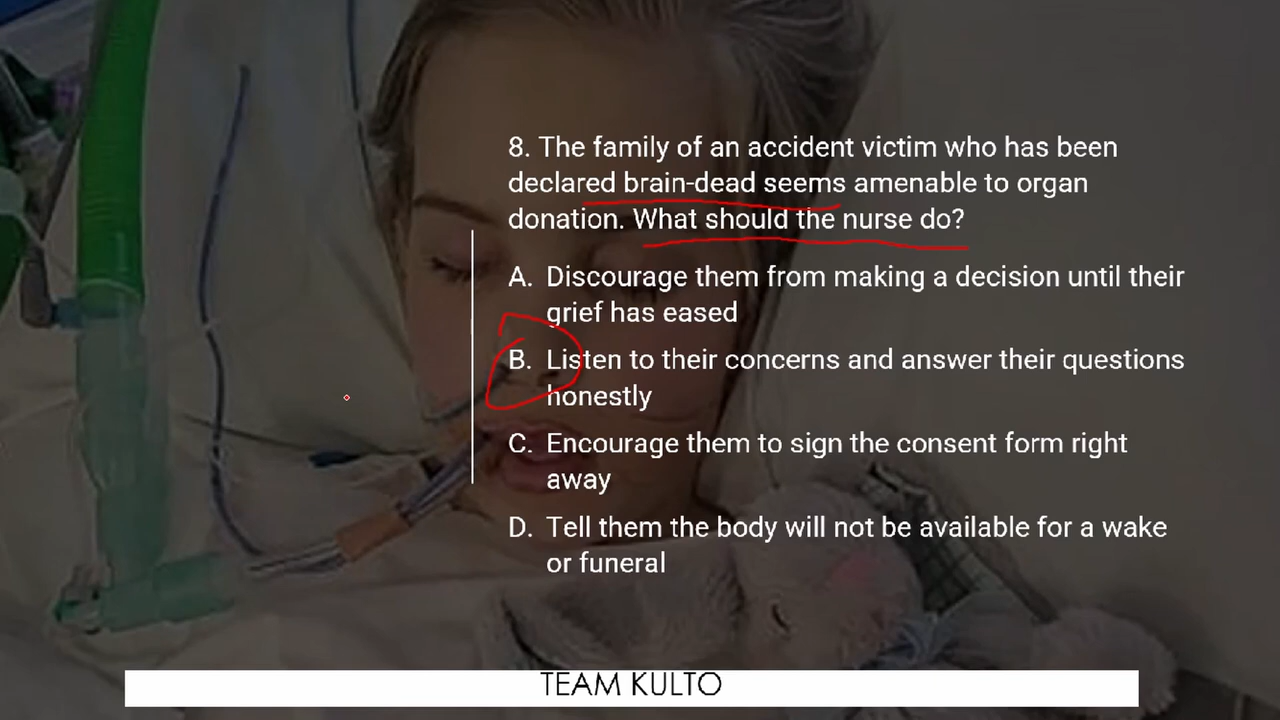 8. The family of an accident victim who has been
declared brain-dead seems amenable to organ
donation. What should the nurse do?
A. Discourage them from making a decision until their
grief has eased
B. Listen to their concerns and answer their questions
honestly
C. Encourage them to sign the consent form right
away
D. Tell them the body will not be available for a wake
or funeral
TEAM KULTO